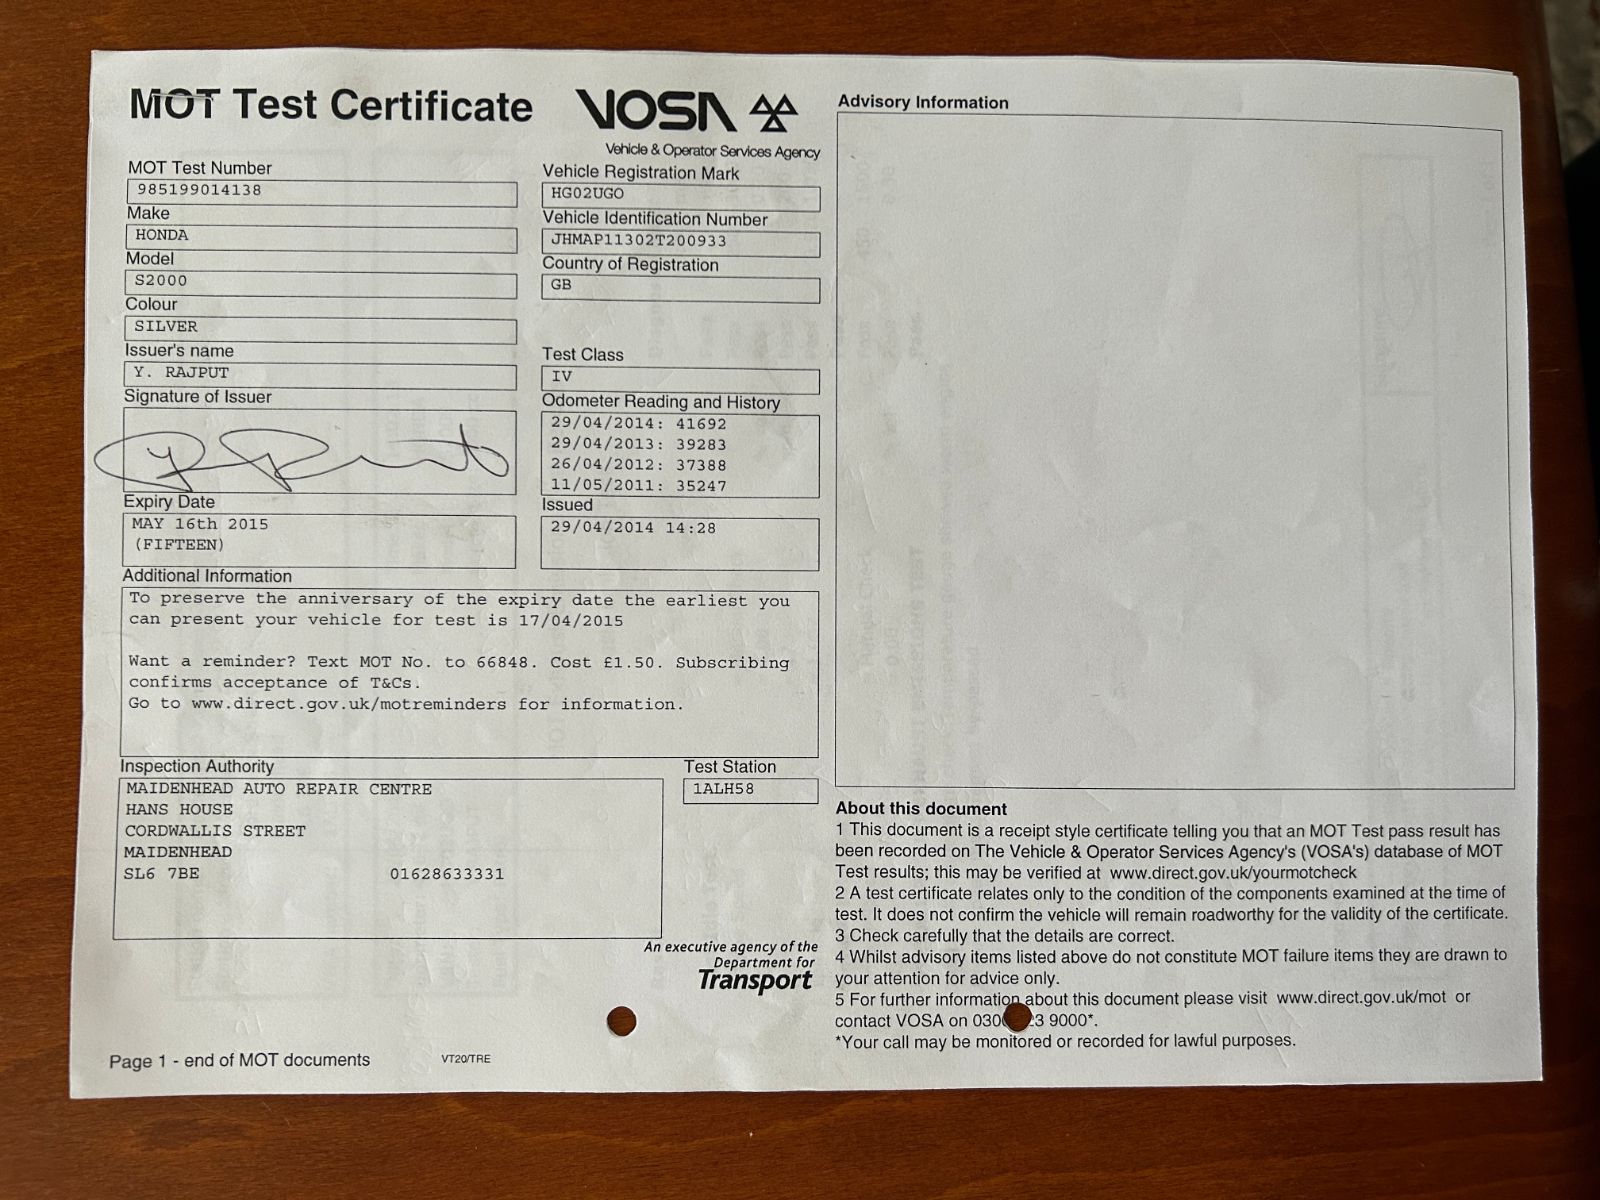 MOT Test Certificate
VOSA
Vehicle & Operator Services Agency
MOT Test Number
985199014138
Make
HONDA
Model
S2000
Colour
SILVER
Issuer's name
Y. RAJPUT
Signature of Issuer
Expiry Date
MAY 16th 2015
(FIFTEEN)
Vehicle Registration Mark
HG02UGO
Vehicle Identification Number
JHMAP11302T200933
Country of Registration
GB
Test Class
IV
Odometer Reading and History
29/04/2014: 41692
29/04/2013: 39283
26/04/2012: 37388
11/05/2011: 35247
Issued
29/04/2014 14:28
Additional Information
To preserve the anniversary of the expiry date the earliest you
can present your vehicle for test is 17/04/2015
Want a reminder? Text MOT No. to 66848. Cost £1.50. Subscribing
confirms acceptance of T&Cs.
Go to www.direct.gov.uk/motreminders for information.
Inspection Authority
MAIDENHEAD AUTO REPAIR CENTRE
HANS HOUSE
CORDWALLIS STREET
MAIDENHEAD
SL6 7BE 01628633331
Test Station
1ALH58
An executive agency of the
Department for
Transport
Page 1 - end of MOT documents
VT20/TRE
Advisory Information
About this document
1 This document is a receipt style certificate telling you that an MOT Test pass result has
been recorded on The Vehicle & Operator Services Agency's (VOSA's) database of MOT
Test results; this may be verified at www.direct.gov.uk/yourmotcheck
2 A test certificate relates only to the condition of the components examined at the time of
test. It does not confirm the vehicle will remain roadworthy for the validity of the certificate.
3 Check carefully that the details are correct.
4 Whilst advisory items listed above do not constitute MOT failure items they are drawn to
your attention for advice only.
5 For further information about this document please visit www.direct.gov.uk/mot or
contact VOSA on 9000*.
*Your call may be monitored or recorded for lawful purposes.